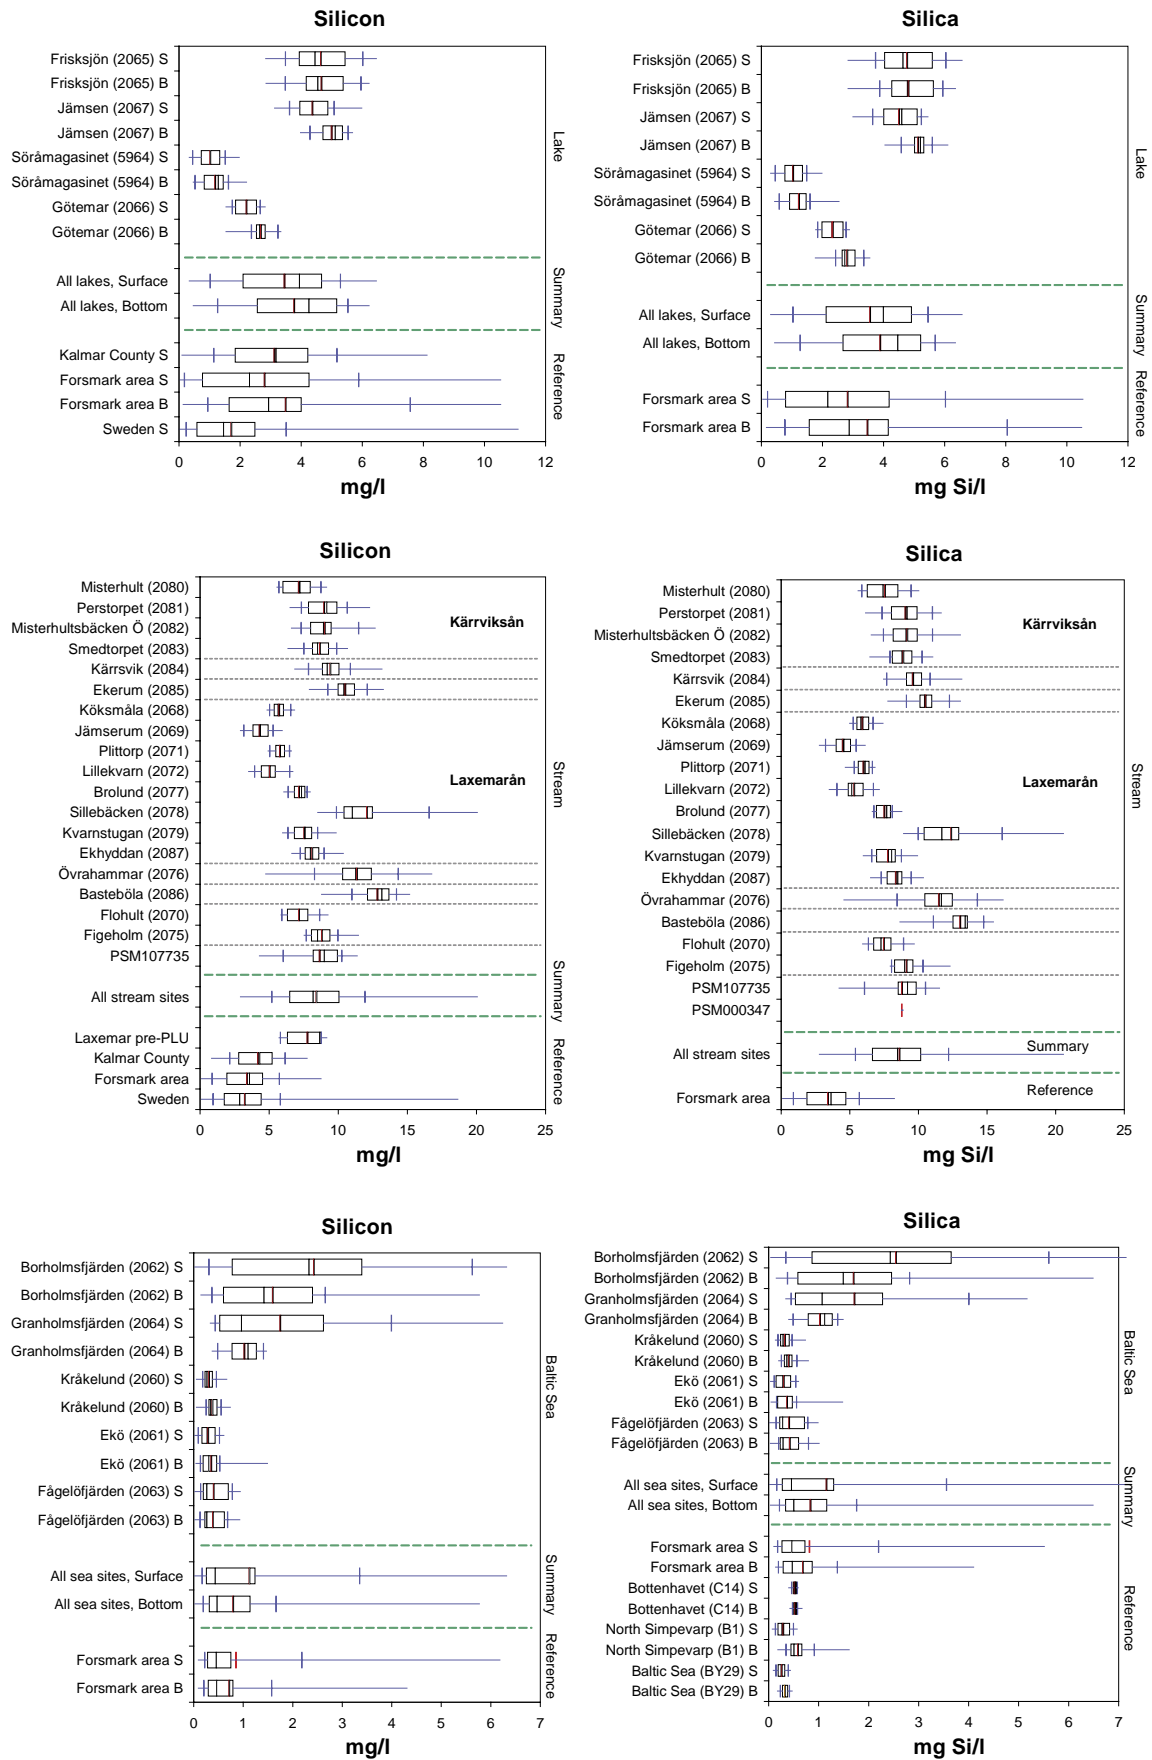 Silicon
Frisksjön (2065) S
Frisksjön (2065) B
Jämsen (2067) S
Jämsen (2067) B
Söråmagasinet (5964) S
Söråmagasinet (5964) B
Götemar (2066) S
Götemar (2066) B
All lakes, Surface
All lakes, Bottom
Kalmar County S
Forsmark area S
Forsmark area B
Sweden S
Lake
Summary
Reference
0 2 4 6 8 10 12
mg/l
Silica
Frisksjön (2065) S
Frisksjön (2065) B
Jämsen (2067) S
Jämsen (2067) B
Söråmagasinet (5964) S
Söråmagasinet (5964) B
Götemar (2066) S
Götemar (2066) B
All lakes, Surface
All lakes, Bottom
Forsmark area S
Forsmark area B
Lake
Summary
Reference
0 2 4 6 8 10 12
mg Si/l
Silicon
Misterhult (2080)
Perstorpet (2081)
Misterhultsbäcken Ö (2082)
Smedtorpet (2083)
Kärrsvik (2084)
Ekerum (2085)
Köksmåla (2068)
Jämserum (2069)
Plittorp (2071)
Lillekvarn (2072)
Brolund (2077)
Sillebäcken (2078)
Kvarnstugan (2079)
Ekhyddan (2087)
Övrahammar (2076)
Basteböla (2086)
Flohult (2070)
Figeholm (2075)
PSM107735
All stream sites
Laxemar pre-PLU
Kalmar County
Forsmark area
Sweden
Kärrviksån
Laxemarån
Stream
Summary
Reference
0 5 10 15 20 25
mg/l
Silica
Misterhult (2080)
Perstorpet (2081)
Misterhultsbäcken Ö (2082)
Smedtorpet (2083)
Kärrsvik (2084)
Ekerum (2085)
Köksmåla (2068)
Jämserum (2069)
Plittorp (2071)
Lillekvarn (2072)
Brolund (2077)
Sillebäcken (2078)
Kvarnstugan (2079)
Ekhyddan (2087)
Övrahammar (2076)
Basteböla (2086)
Flohult (2070)
Figeholm (2075)
PSM107735
PSM000347
All stream sites
Forsmark area
Kärrviksån
Laxemarån
Stream
Summary
Reference
0 5 10 15 20 25
mg Si/l
Silicon
Borholmsfjärden (2062) S
Borholmsfjärden (2062) B
Granholmsfjärden (2064) S
Granholmsfjärden (2064) B
Kråkelund (2060) S
Kråkelund (2060) B
Ekö (2061) S
Ekö (2061) B
Fågelöfjärden (2063) S
Fågelöfjärden (2063) B
All sea sites, Surface
All sea sites, Bottom
Forsmark area S
Forsmark area B
Baltic Sea
Summary
Reference
0 1 2 3 4 5 6 7
mg/l
Silica
Borholmsfjärden (2062) S
Borholmsfjärden (2062) B
Granholmsfjärden (2064) S
Granholmsfjärden (2064) B
Kråkelund (2060) S
Kråkelund (2060) B
Ekö (2061) S
Ekö (2061) B
Fågelöfjärden (2063) S
Fågelöfjärden (2063) B
All sea sites, Surface
All sea sites, Bottom
Forsmark area S
Forsmark area B
Bottenhavet (C14) S
Bottenhavet (C14) B
North Simpevarp (B1) S
North Simpevarp (B1) B
Baltic Sea (BY29) S
Baltic Sea (BY29) B
Baltic Sea
Summary
Reference
0 1 2 3 4 5 6 7
mg Si/l